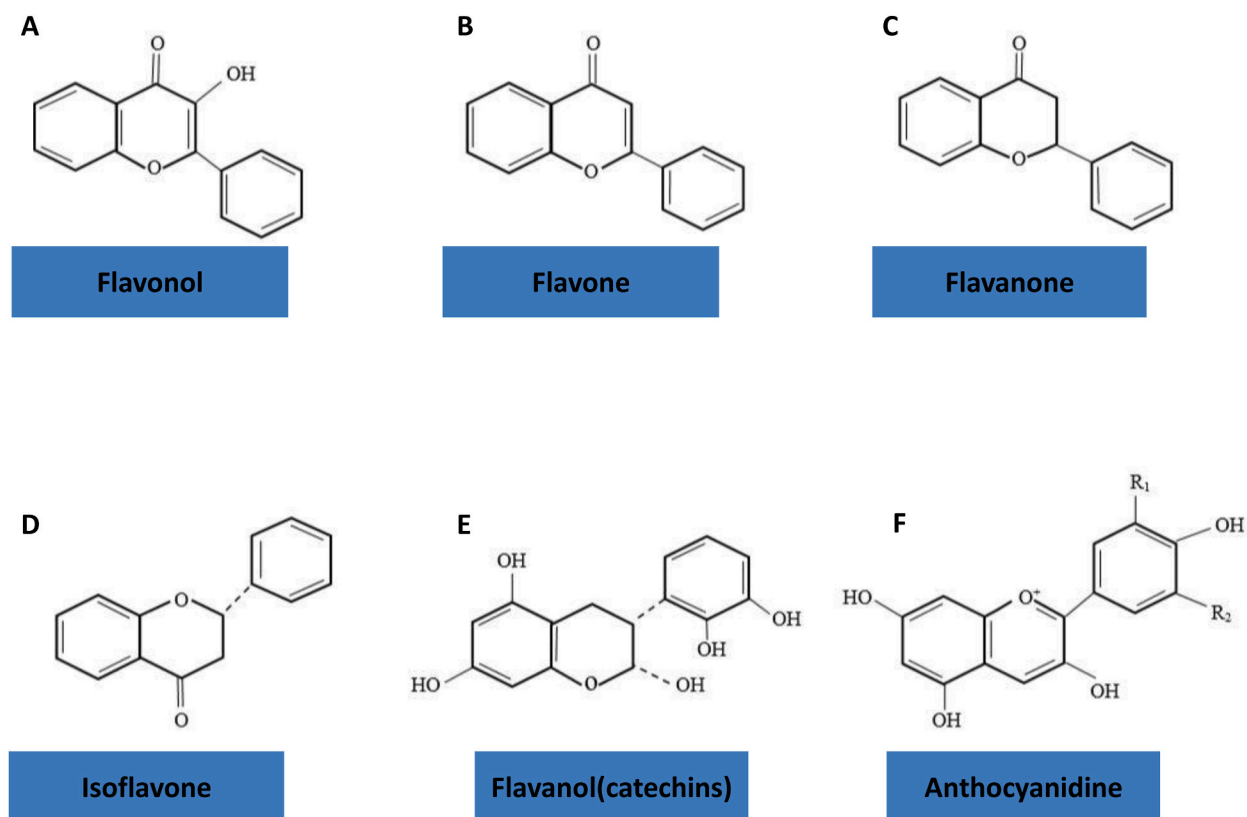 A
B
C
O
OH
O
O
O
O
O
Flavonol
Flavone
Flavanone
D
E
F
O
O
OH
HO
O
OH
OH
OH
R₁
OH
HO
O⁺
R₂
OH
OH
Isoflavone
Flavanol(catechins)
Anthocyanidine